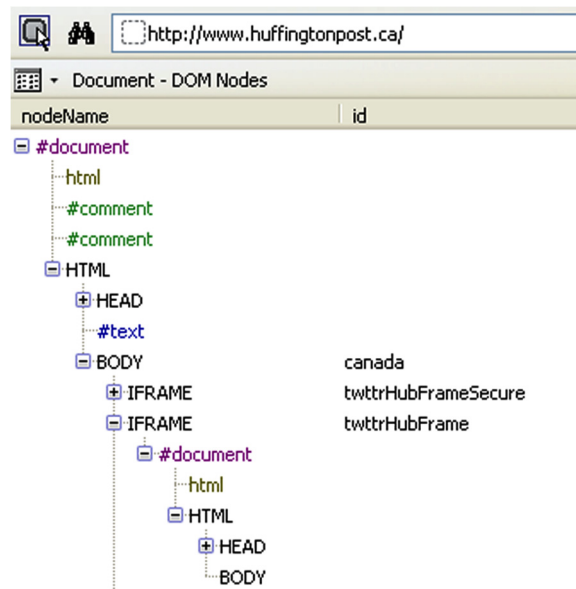 http://www.huffingtonpost.ca/
Document - DOM Nodes
nodeName id
#document
html
#comment
#comment
HTML
HEAD
#text
BODY canada
IFRAME twttrHubFrameSecure
IFRAME twttrHubFrame
#document
html
HTML
HEAD
BODY